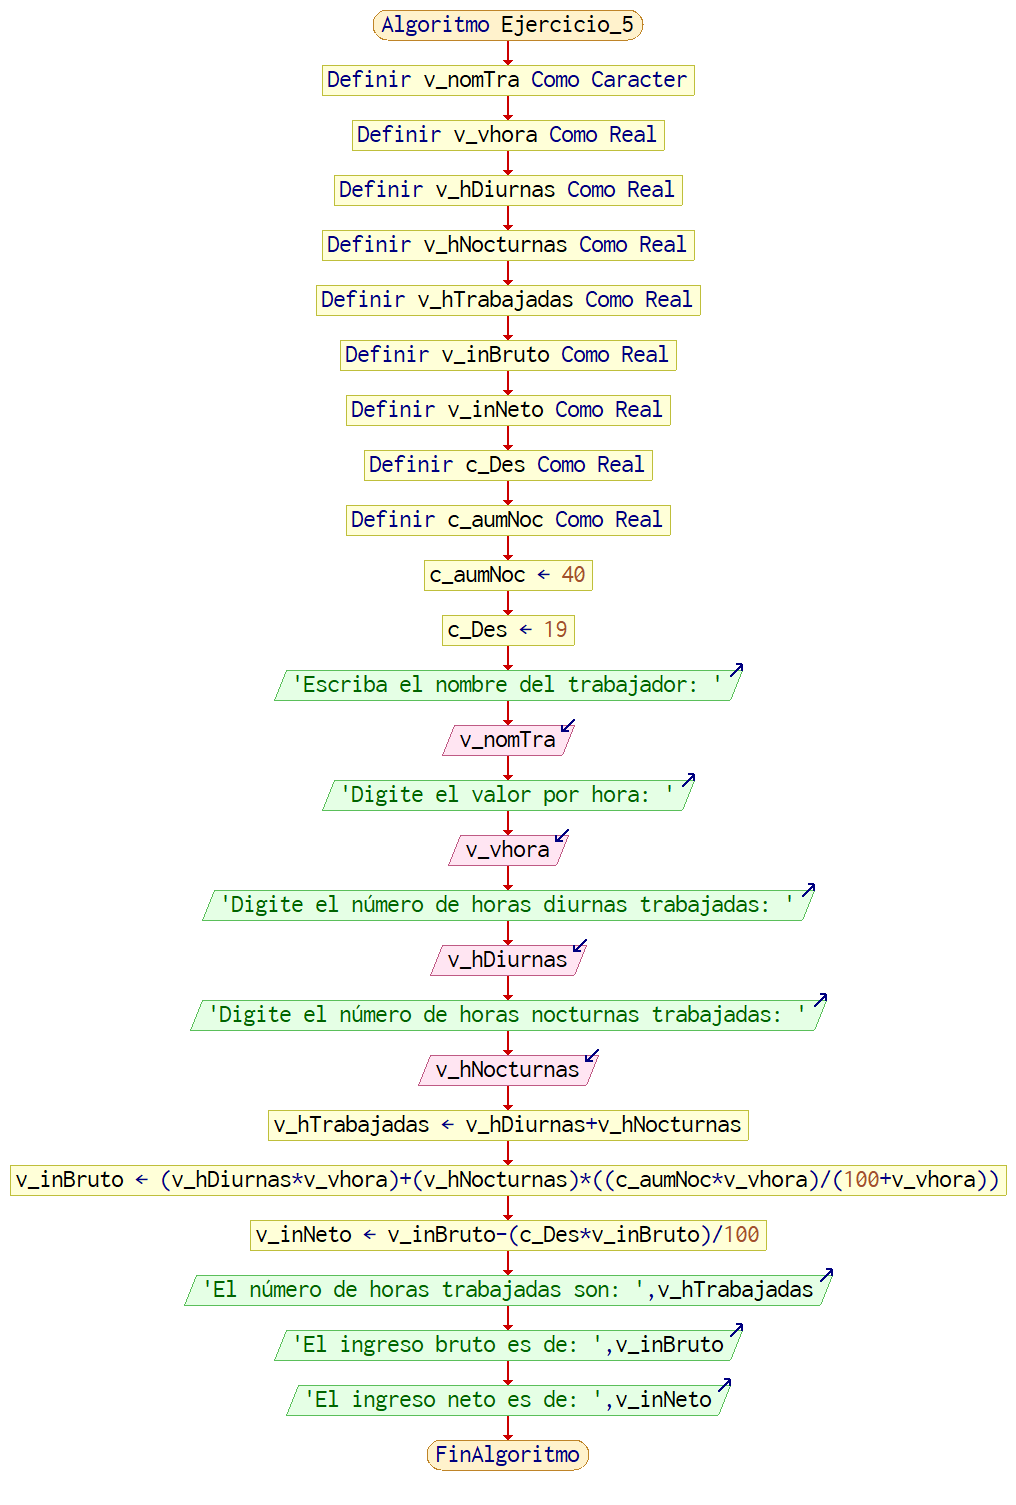 Algoritmo Ejercicio_5
Definir v_nomTra Como Caracter
Definir v_vhora Como Real
Definir v_hDiurnas Como Real
Definir v_hNocturnas Como Real
Definir v_hTrabajadas Como Real
Definir v_inBruto Como Real
Definir v_inNeto Como Real
Definir c_Des Como Real
Definir c_aumNoc Como Real
c_aumNoc ← 40
c_Des ← 19
'Escriba el nombre del trabajador: '
v_nomTra
'Digite el valor por hora: '
v_vhora
'Digite el número de horas diurnas trabajadas: '
v_hDiurnas
'Digite el número de horas nocturnas trabajadas: '
v_hNocturnas
v_hTrabajadas ← v_hDiurnas+v_hNocturnas
v_inBruto ← (v_hDiurnas*v_vhora)+(v_hNocturnas)*((c_aumNoc*v_vhora)/(100+v_vhora))
v_inNeto ← v_inBruto-(c_Des*v_inBruto)/100
'El número de horas trabajadas son: ',v_hTrabajadas
'El ingreso bruto es de: ',v_inBruto
'El ingreso neto es de: ',v_inNeto
FinAlgoritmo